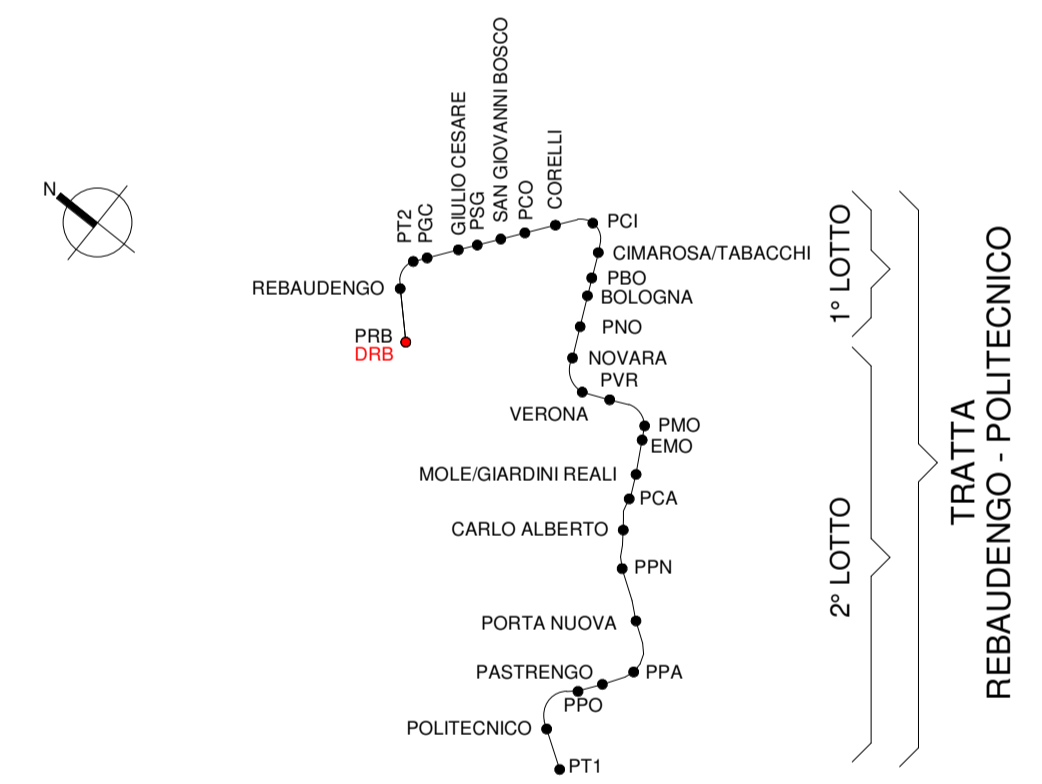 N
PT2
PGC
GIULIO CESARE
PSG
SAN GIOVANNI BOSCO
PCO
CORELLI
PCI
CIMAROSA/TABACCHI
REBAUDENGO
PBO
BOLOGNA
PRB
DRB
PNO
NOVARA
PVR
VERONA
PMO
EMO
MOLE/GIARDINI REALI
PCA
CARLO ALBERTO
PPN
PORTA NUOVA
PASTRENGO
PPA
PPO
POLITECNICO
PT1
1° LOTTO
2° LOTTO
TRATTA
REBAUDENGO - POLITECNICO